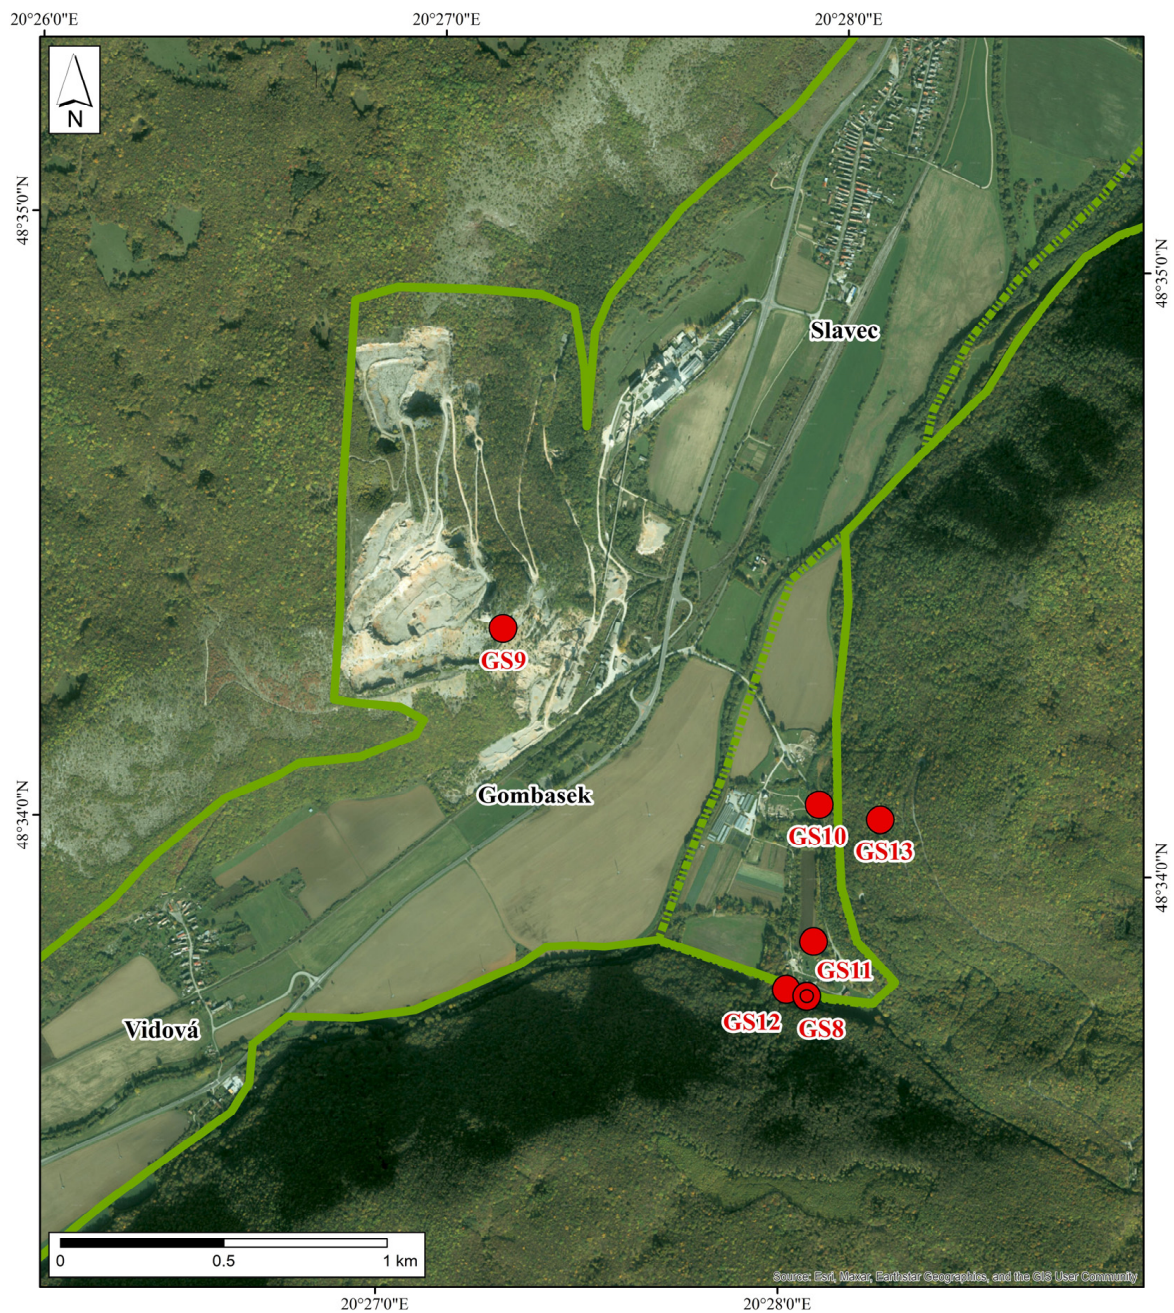 20°26'0"E
20°27'0"E
20°28'0"E
N
48°35'0"N
48°35'0"N
Slavec
GS9
Gombasek
48°34'0"N
GS10
GS13
48°34'0"N
GS11
GS12
GS8
Vidová
0
0.5
1 km
Source: Esri, Maxar, Earthstar Geographics, and the GIS User Community
20°27'0"E
20°28'0"E